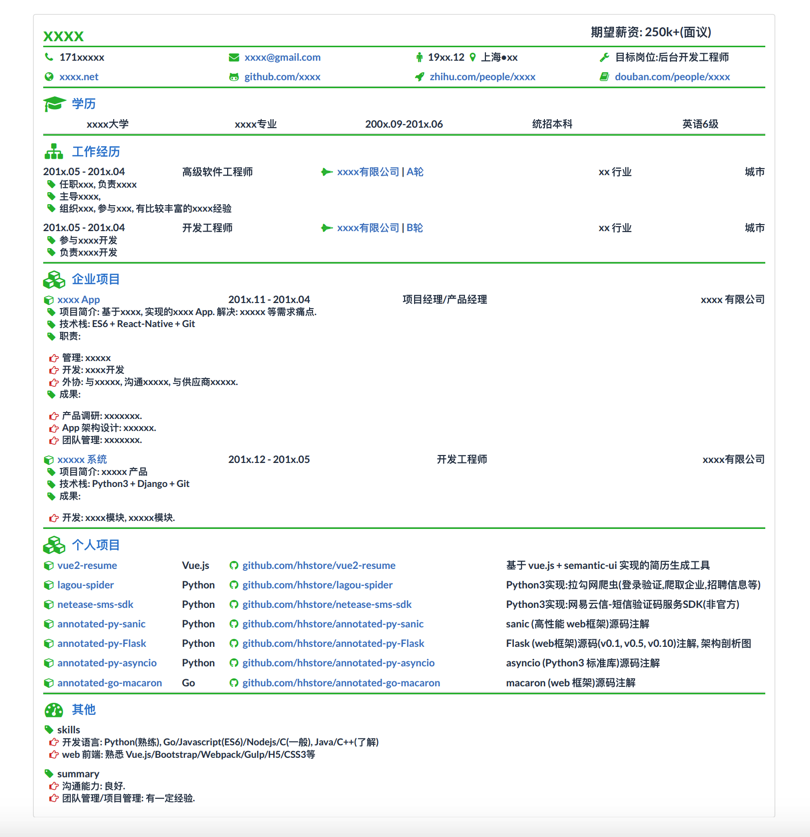 xxxx 期望薪资: 250k+(面议)
171xxxxx xxxx@gmail.com 19xx.12 上海●xx 目标岗位:后台开发工程师
xxxx.net github.com/xxxx zhihu.com/people/xxxx douban.com/people/xxxx
学历
xxxx大学 xxxx专业 200x.09-201x.06 统招本科 英语6级
工作经历
201x.05 - 201x.04 高级软件工程师 xxxx有限公司 | A轮 xx 行业 城市
任职xxx, 负责xxxx
主导xxxx,
组织xxx, 参与xxx, 有比较丰富的xxxx经验
201x.05 - 201x.04 开发工程师 xxxx有限公司 | B轮 xx 行业 城市
参与xxxx开发
负责xxxx开发
企业项目
xxxx App 201x.11 - 201x.04 项目经理/产品经理 xxxx 有限公司
项目简介: 基于xxxx, 实现的xxxx App. 解决: xxxxx 等需求痛点.
技术栈: ES6 + React-Native + Git
职责:
管理: xxxxx
开发: xxxx开发
外协: 与xxxxx, 沟通xxxxx, 与供应商xxxxx.
成果:
产品调研: xxxxxxx.
App 架构设计: xxxxxx.
团队管理: xxxxxxx.
xxxxx 系统 201x.12 - 201x.05 开发工程师 xxxx有限公司
项目简介: xxxxx 产品
技术栈: Python3 + Django + Git
成果:
开发: xxxx模块, xxxxx模块.
个人项目
vue2-resume Vue.js github.com/hhstore/vue2-resume 基于 vue.js + semantic-ui 实现的简历生成工具
lagou-spider Python github.com/hhstore/lagou-spider Python3实现:拉勾网爬虫(登录验证,爬取企业,招聘信息等)
netease-sms-sdk Python github.com/hhstore/netease-sms-sdk Python3实现:网易云信-短信验证码服务SDK(非官方)
annotated-py-sanic Python github.com/hhstore/annotated-py-sanic sanic (高性能 web框架)源码注解
annotated-py-Flask Python github.com/hhstore/annotated-py-Flask Flask (web框架)源码(v0.1, v0.5, v0.10)注解, 架构剖析图
annotated-py-asyncio Python github.com/hhstore/annotated-py-asyncio asyncio (Python3 标准库)源码注解
annotated-go-macaron Go github.com/hhstore/annotated-go-macaron macaron (web 框架)源码注解
其他
skills
开发语言: Python(熟练), Go/Javascript(ES6)/Nodejs/C(一般), Java/C++(了解)
web 前端: 熟悉 Vue.js/Bootstrap/Webpack/Gulp/H5/CSS3等
summary
沟通能力: 良好.
团队管理/项目管理: 有一定经验.